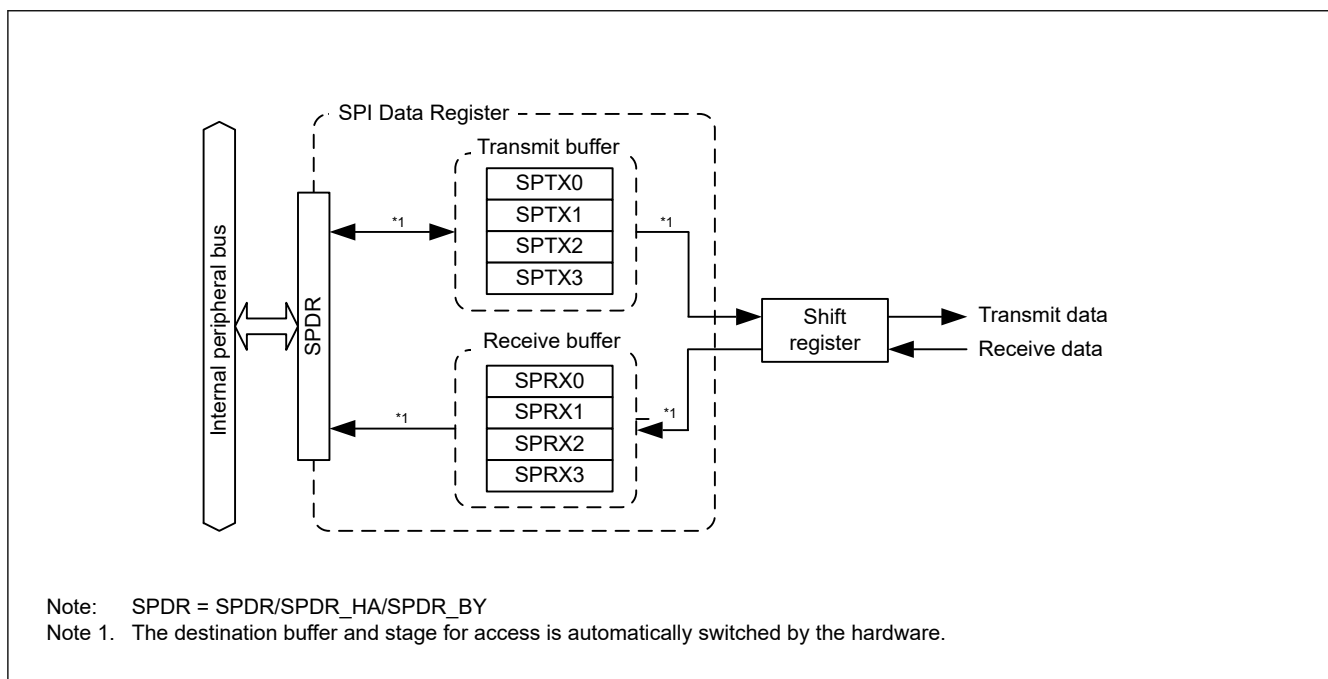 SPI Data Register
Transmit buffer
SPTX0
SPTX1
SPTX2
SPTX3
*1
*1
Internal peripheral bus
SPDR
Shift
register
Transmit data
Receive data
Receive buffer
SPRX0
SPRX1
SPRX2
SPRX3
*1
*1
Note: SPDR = SPDR/SPDR_HA/SPDR_BY
Note 1. The destination buffer and stage for access is automatically switched by the hardware.